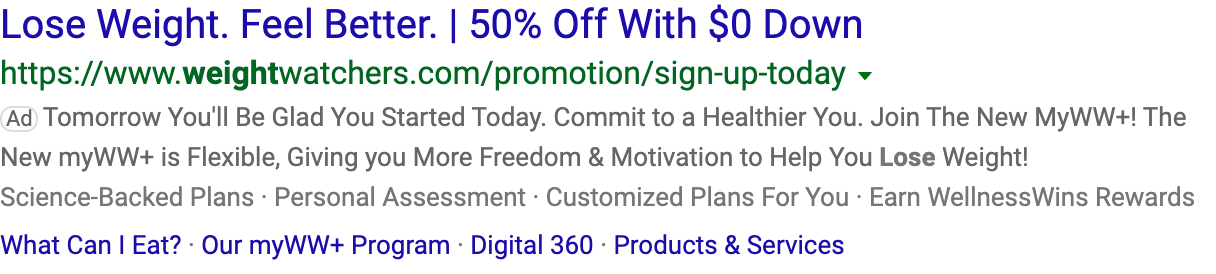 Lose Weight. Feel Better. | 50% Off With $0 Down
https://www.weightwatchers.com/promotion/sign-up-today
Ad Tomorrow You'll Be Glad You Started Today. Commit to a Healthier You. Join The New MyWW+! The
New myWW+ is Flexible, Giving you More Freedom & Motivation to Help You Lose Weight!
Science-Backed Plans · Personal Assessment · Customized Plans For You · Earn WellnessWins Rewards
What Can I Eat? · Our myWW+ Program · Digital 360 · Products & Services